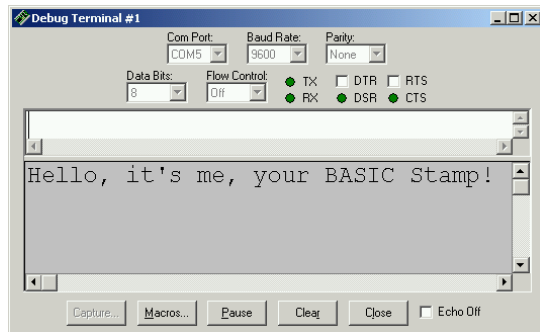 Debug Terminal #1
Com Port: Baud Rate: Parity:
COM5 9600 None
Data Bits: Flow Control: TX DTR RTS
8 Off RX DSR CTS
Hello, it's me, your BASIC Stamp!
Capture... Macros... Pause Clear Close Echo Off